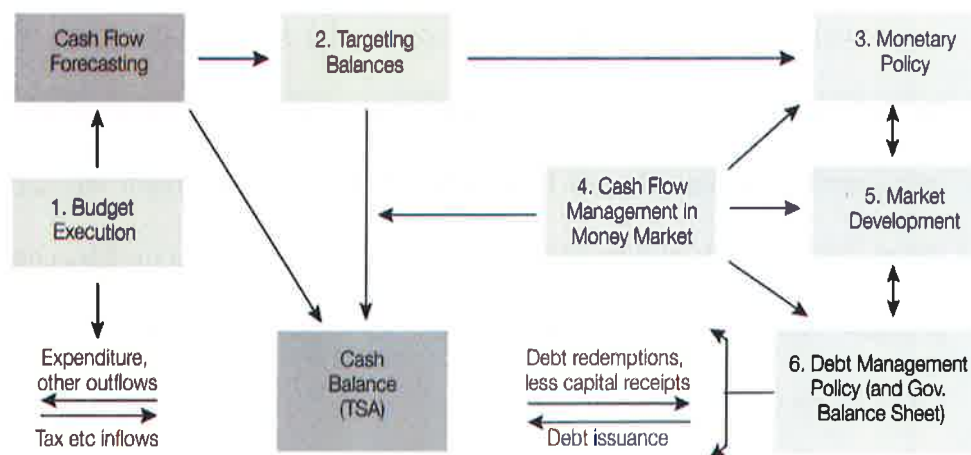 Cash Flow
Forecasting
2. Targeting
Balances
3. Monetary
Policy
1. Budget
Execution
4. Cash Flow
Management in
Money Market
5. Market
Development
Expenditure,
other outflows
Tax etc inflows
Cash
Balance
(TSA)
Debt redemptions,
less capital receipts
Debt issuance
6. Debt Management
Policy (and Gov.
Balance Sheet)